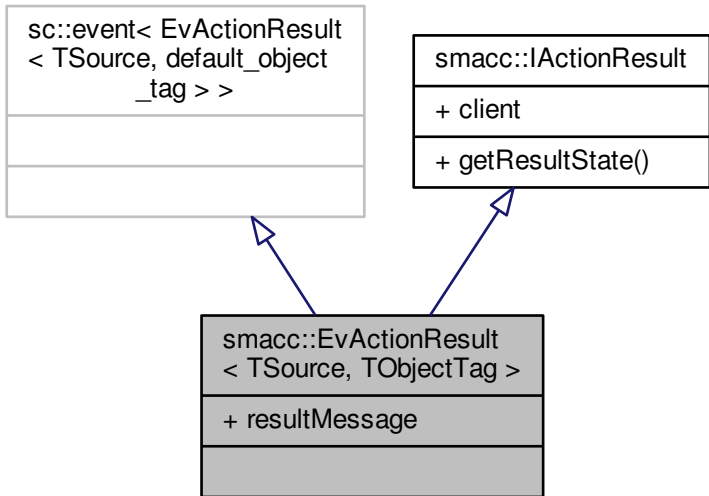 sc::event< EvActionResult
< TSource, default_object
_tag > >
smacc::IActionResult
+ client
+ getResultState()
smacc::EvActionResult
< TSource, TObjectTag >
+ resultMessage